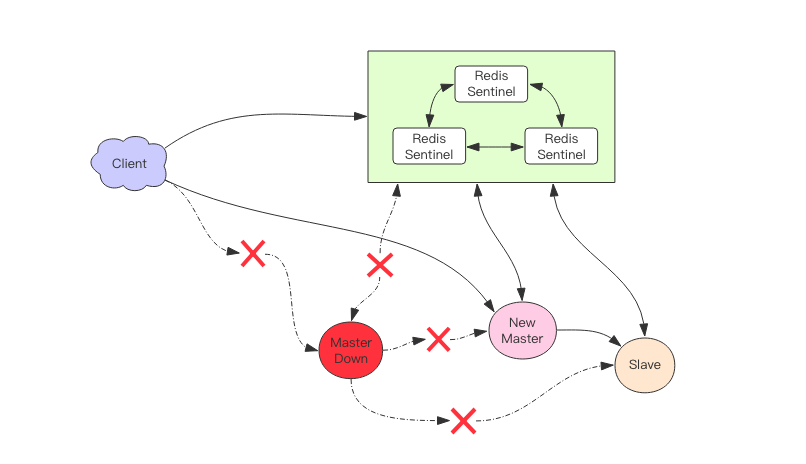 Redis
Sentinel
Redis
Sentinel
Redis
Sentinel
Client
New
Master
Master
Down
Slave